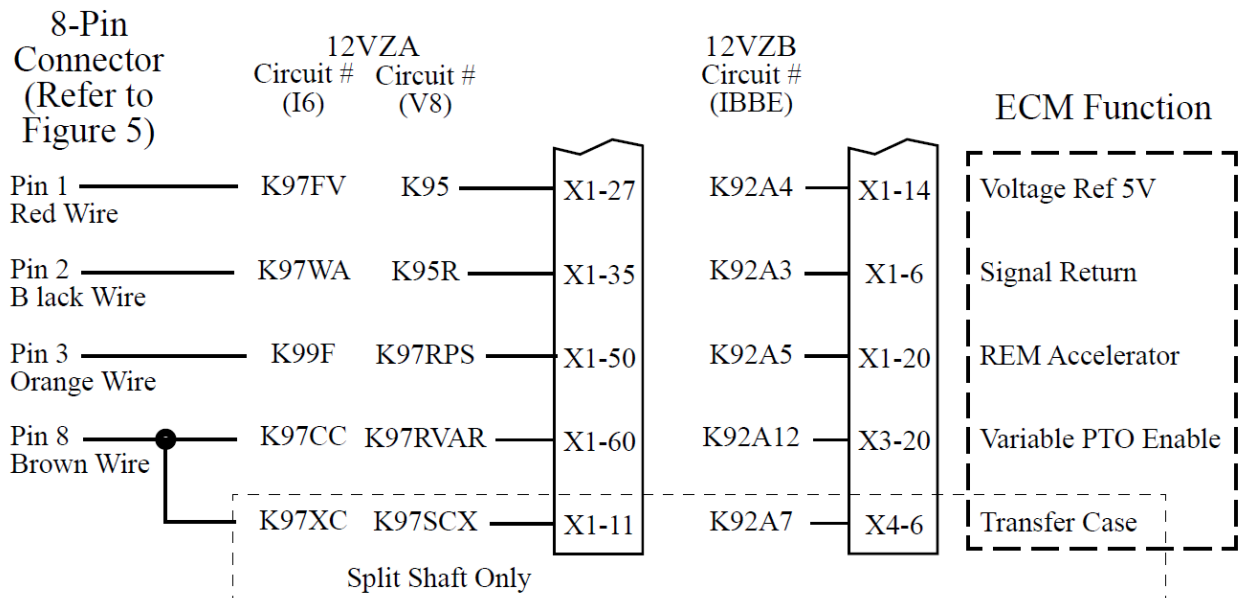 8-Pin
Connector
(Refer to
Figure 5)
12VZA
Circuit # Circuit #
(I6) (V8)
12VZB
Circuit #
(IBBE)
ECM Function
Pin 1 K97FV K95 X1-27 K92A4 X1-14 Voltage Ref 5V
Red Wire
Pin 2 K97WA K95R X1-35 K92A3 X1-6 Signal Return
B lack Wire
Pin 3 K99F K97RPS X1-50 K92A5 X1-20 REM Accelerator
Orange Wire
Pin 8 K97CC K97RVAR X1-60 K92A12 X3-20 Variable PTO Enable
Brown Wire
K97XC K97SCX X1-11 K92A7 X4-6 Transfer Case
Split Shaft Only